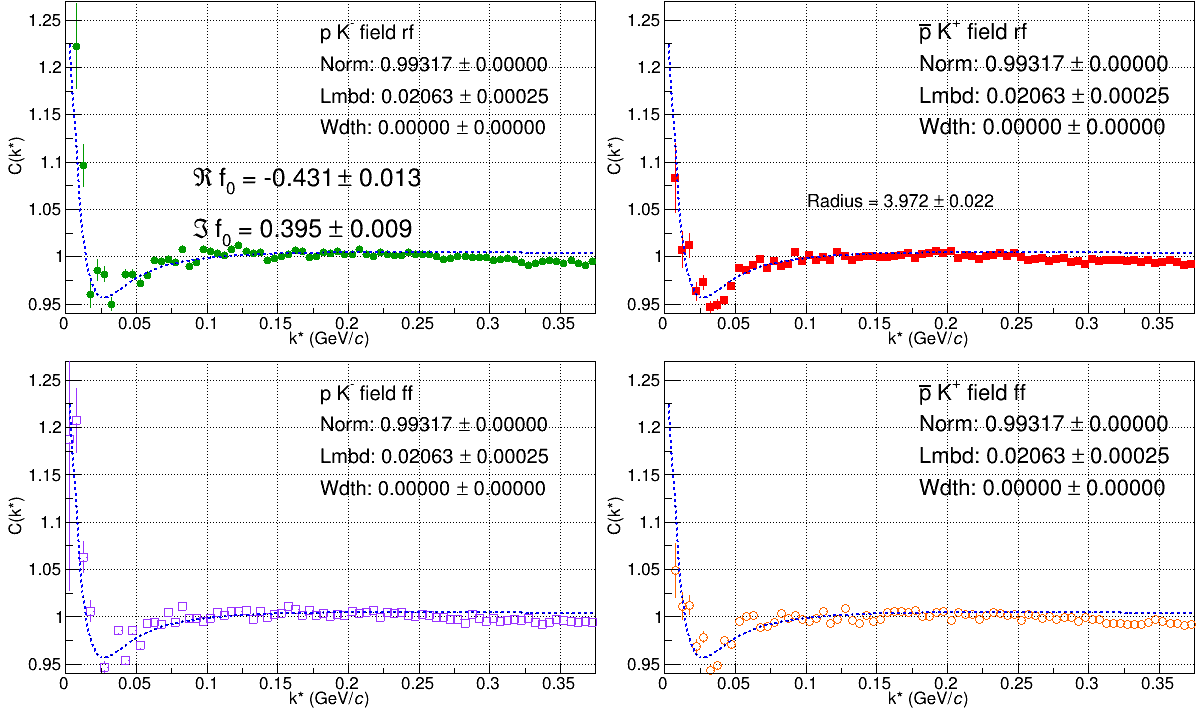 p K⁻ field rf
Norm: 0.99317 ± 0.00000
Lmbd: 0.02063 ± 0.00025
Wdth: 0.00000 ± 0.00000
ℜ f₀ = -0.431 ± 0.013
ℑ f₀ = 0.395 ± 0.009
C(k*)
1.25
1.2
1.15
1.1
1.05
1
0.95
0 0.05 0.1 0.15 0.2 0.25 0.3 0.35
k* (GeV/c)
p̅ K⁺ field rf
Norm: 0.99317 ± 0.00000
Lmbd: 0.02063 ± 0.00025
Wdth: 0.00000 ± 0.00000
Radius = 3.972 ± 0.022
C(k*)
1.25
1.2
1.15
1.1
1.05
1
0.95
0 0.05 0.1 0.15 0.2 0.25 0.3 0.35
k* (GeV/c)
p K⁻ field ff
Norm: 0.99317 ± 0.00000
Lmbd: 0.02063 ± 0.00025
Wdth: 0.00000 ± 0.00000
C(k*)
1.25
1.2
1.15
1.1
1.05
1
0.95
0 0.05 0.1 0.15 0.2 0.25 0.3 0.35
k* (GeV/c)
p̅ K⁺ field ff
Norm: 0.99317 ± 0.00000
Lmbd: 0.02063 ± 0.00025
Wdth: 0.00000 ± 0.00000
C(k*)
1.25
1.2
1.15
1.1
1.05
1
0.95
0 0.05 0.1 0.15 0.2 0.25 0.3 0.35
k* (GeV/c)